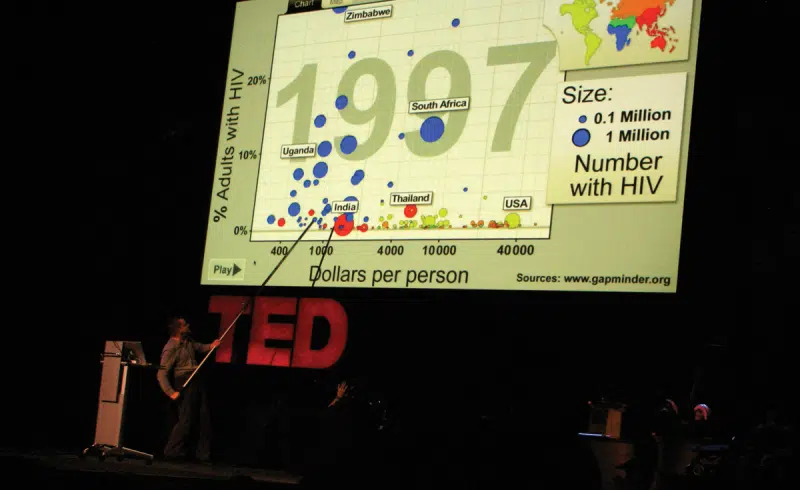 Chart
Zimbabwe
1997
% Adults with HIV
20%
10%
0%
South Africa
Uganda
India
Thailand
USA
400
1000
4000
10000
40000
Dollars per person
Play
Sources: www.gapminder.org
Size:
0.1 Million
1 Million
Number
with HIV
TED